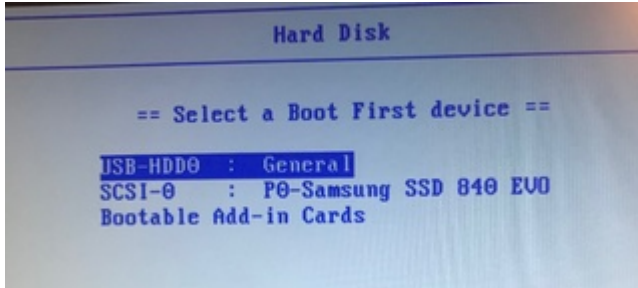 Hard Disk
== Select a Boot First device ==
USB-HDD0 : General
SCSI-0 : P0-Samsung SSD 840 EVO
Bootable Add-in Cards